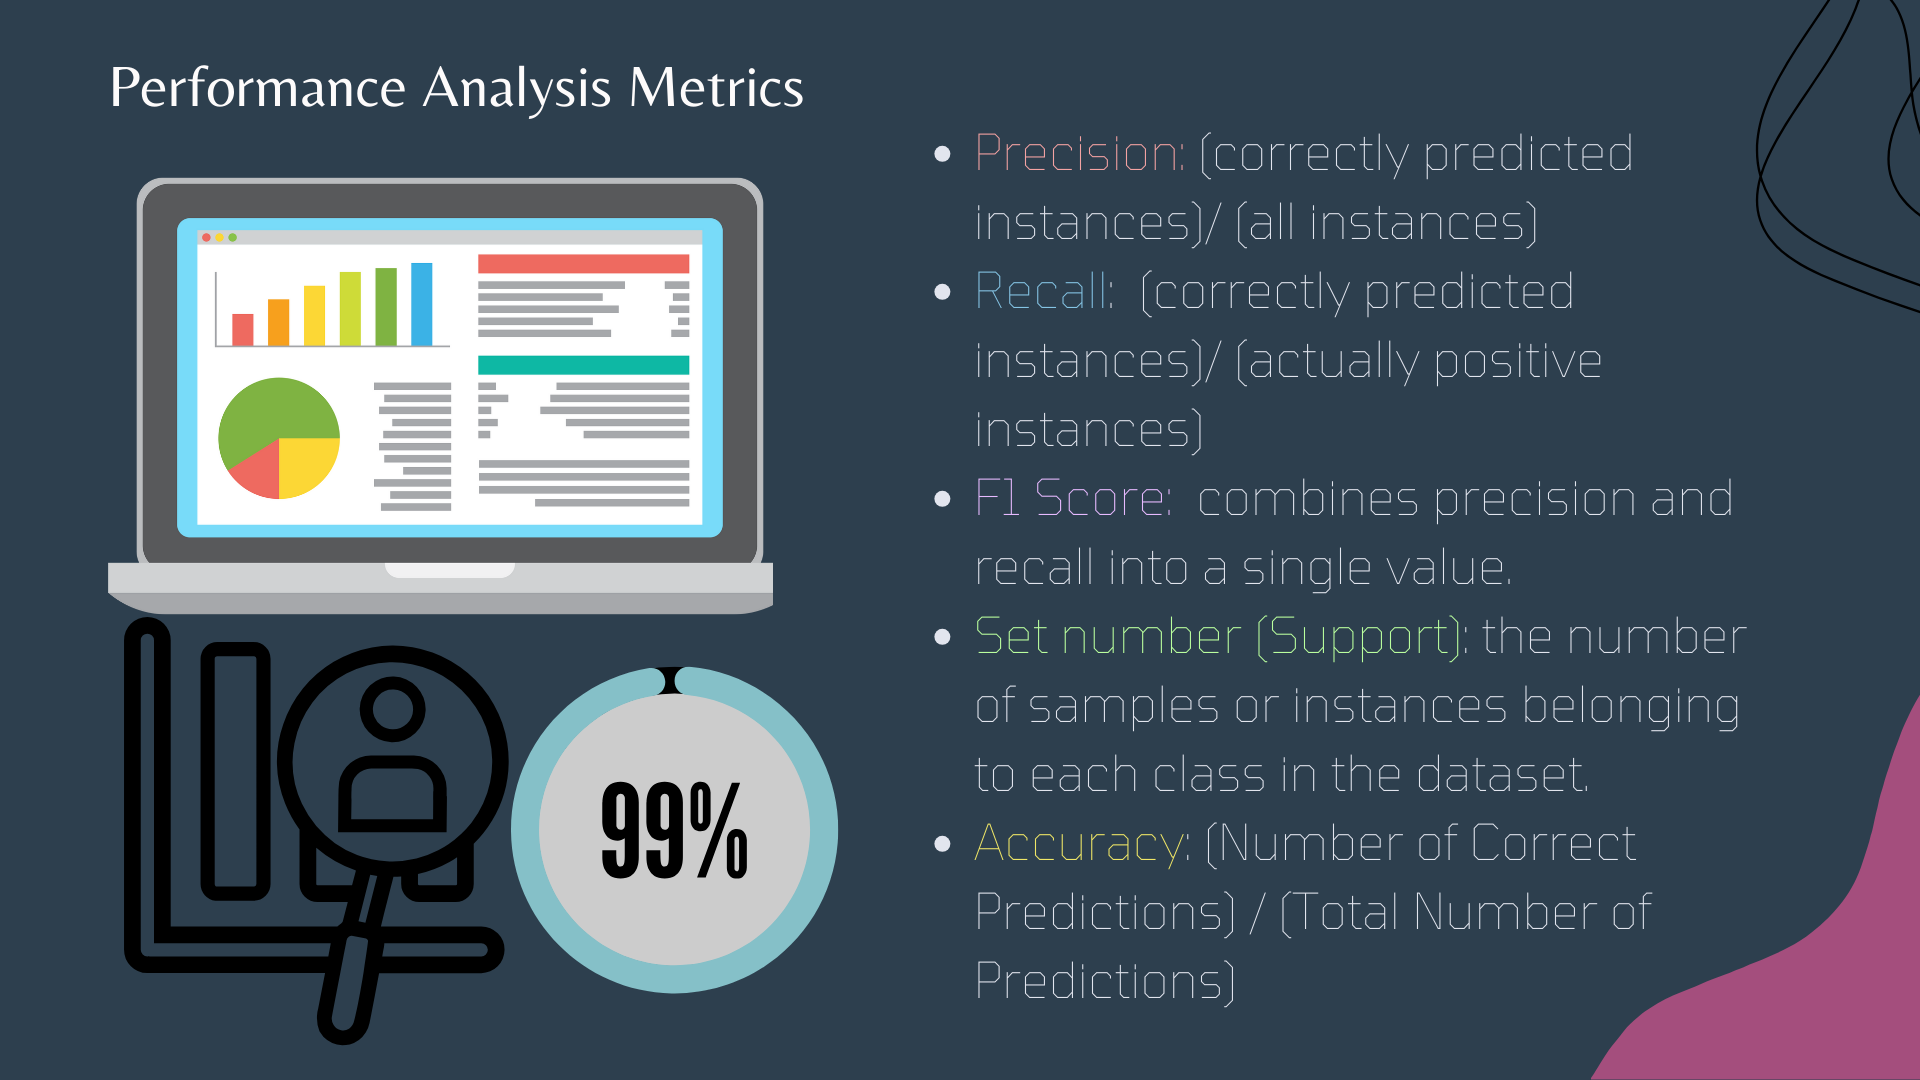 Performance Analysis Metrics
Precision: (correctly predicted
instances)/ (all instances)
Recall: (correctly predicted
instances)/ (actually positive
instances)
F1 Score: combines precision and
recall into a single value.
Set number (Support): the number
of samples or instances belonging
to each class in the dataset.
Accuracy: (Number of Correct
Predictions) / (Total Number of
Predictions)
99%